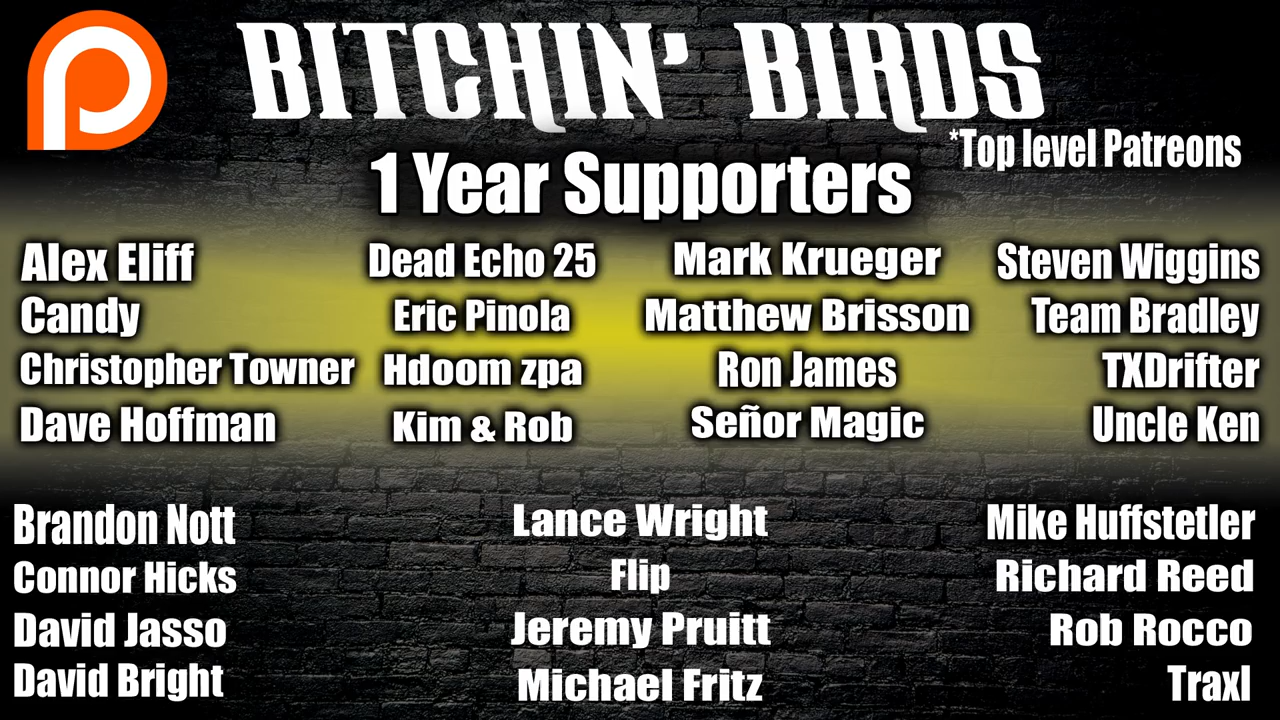 BITCHIN' BIRDS
*Top level Patreons
1 Year Supporters
Alex Eliff Dead Echo 25 Mark Krueger Steven Wiggins
Candy Eric Pinola Matthew Brisson Team Bradley
Christopher Towner Hdoom zpa Ron James TXDrifter
Dave Hoffman Kim & Rob Señor Magic Uncle Ken
Brandon Nott Lance Wright Mike Huffstetler
Connor Hicks Flip Richard Reed
David Jasso Jeremy Pruitt Rob Rocco
David Bright Michael Fritz Traxl